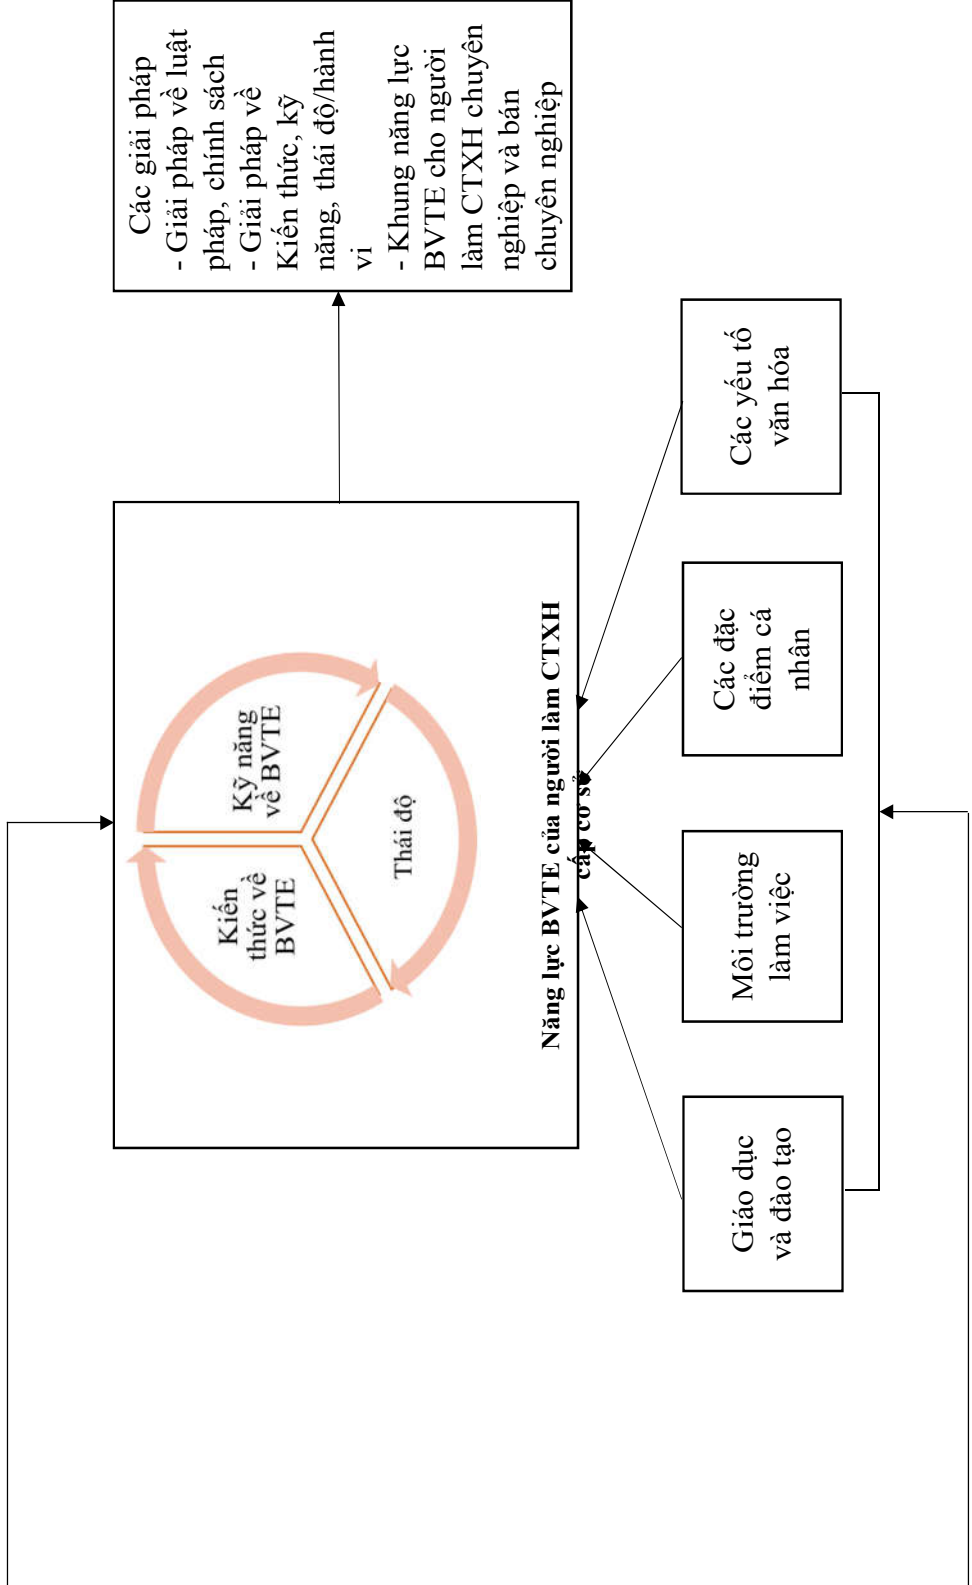 Kiến
thức về
BVTE
Kỹ năng
về BVTE
Thái độ
Năng lực BVTE của người làm CTXH
cấp cơ sở
Các giải pháp
- Giải pháp về luật
pháp, chính sách
- Giải pháp về
Kiến thức, kỹ
năng, thái độ/hành
vi
- Khung năng lực
BVTE cho người
làm CTXH chuyên
nghiệp và bán
chuyên nghiệp
Giáo dục
và đào tạo
Môi trường
làm việc
Các đặc
điểm cá
nhân
Các yếu tố
văn hóa